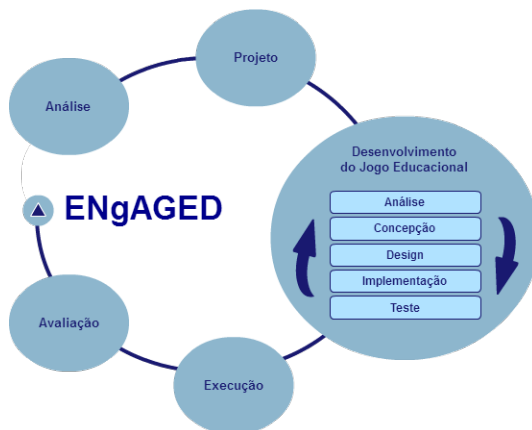 Projeto
Análise
Desenvolvimento
do Jogo Educacional
Análise
Concepção
Design
Implementação
Teste
ENgAGED
Avaliação
Execução